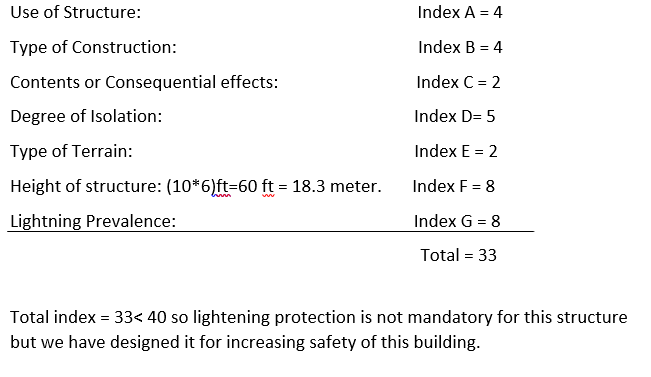 Use of Structure: Index A = 4
Type of Construction: Index B = 4
Contents or Consequential effects: Index C = 2
Degree of Isolation: Index D= 5
Type of Terrain: Index E = 2
Height of structure: (10*6)ft=60 ft = 18.3 meter. Index F = 8
Lightning Prevalence: Index G = 8
Total = 33
Total index = 33< 40 so lightening protection is not mandatory for this structure
but we have designed it for increasing safety of this building.